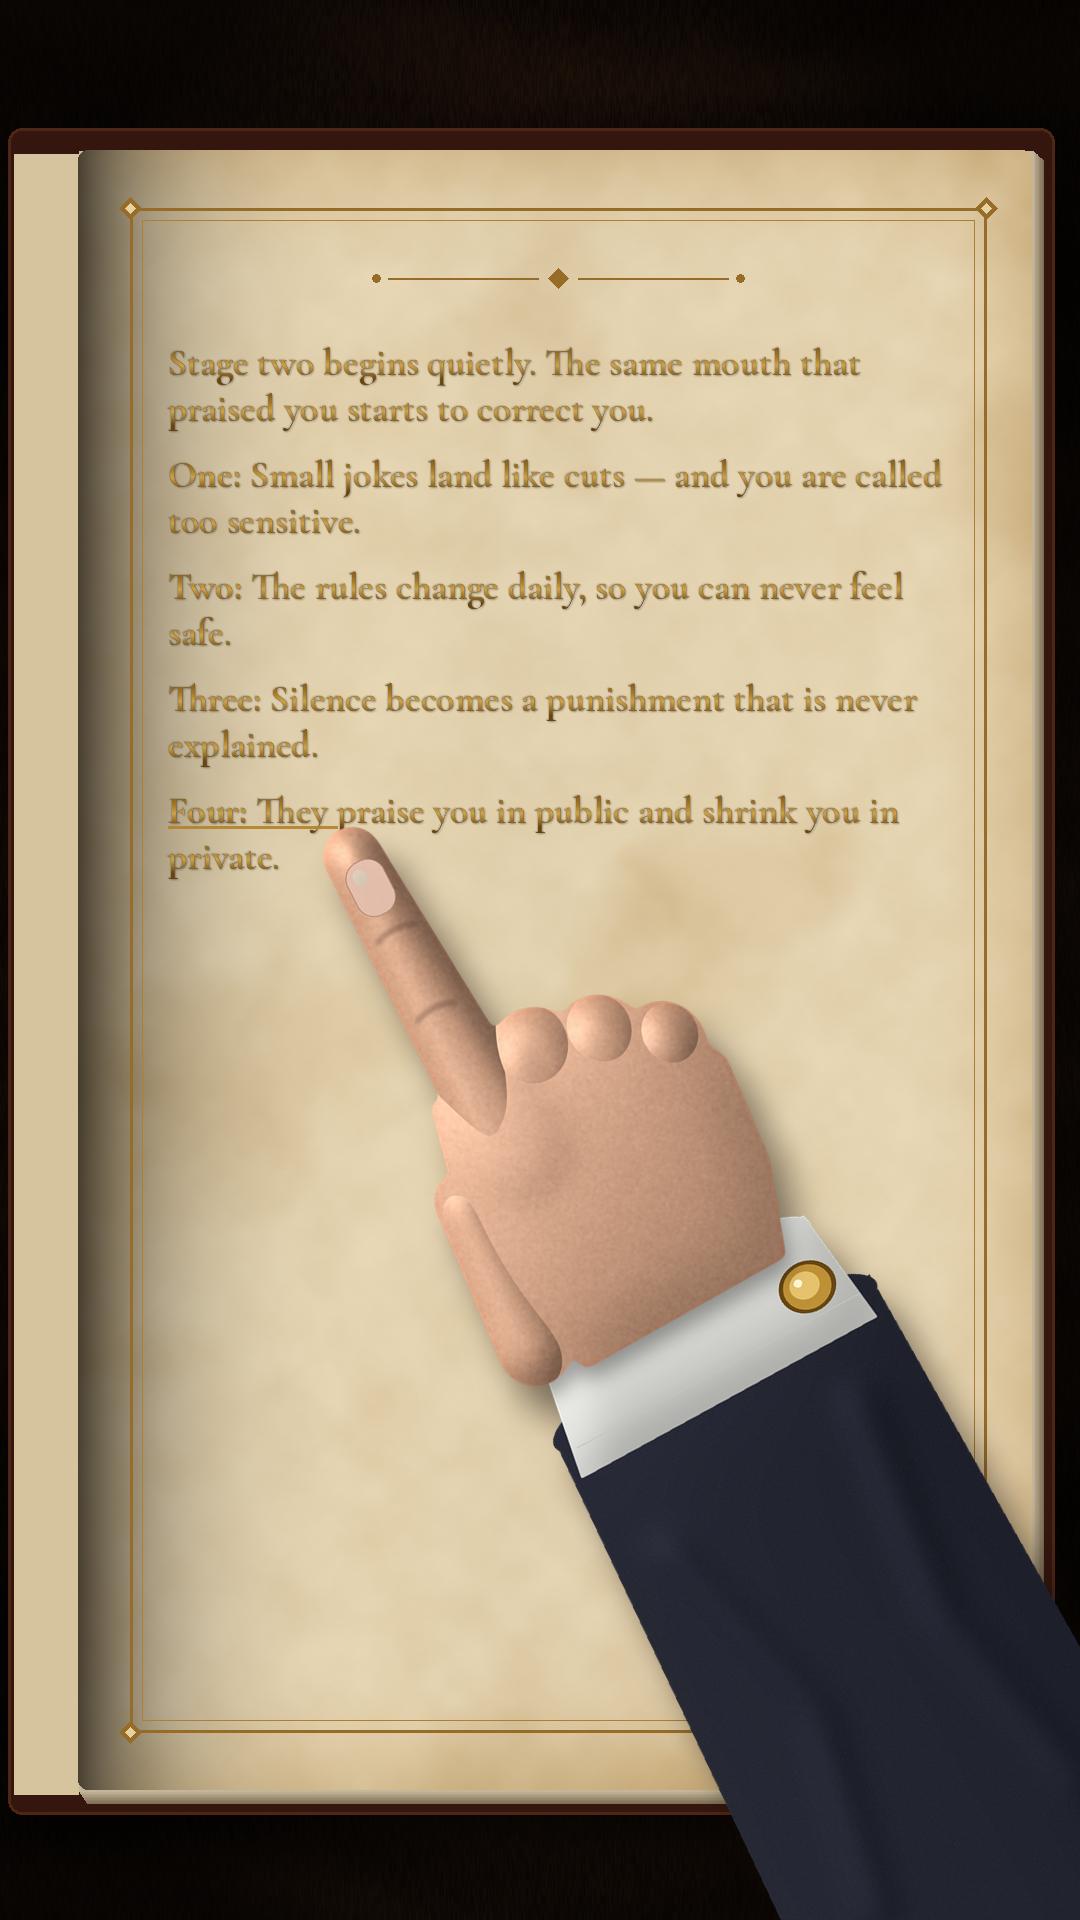 Stage two begins quietly. The same mouth that
praised you starts to correct you.
One: Small jokes land like cuts — and you are called
too sensitive.
Two: The rules change daily, so you can never feel
safe.
Three: Silence becomes a punishment that is never
explained.
Four: They praise you in public and shrink you in
private.